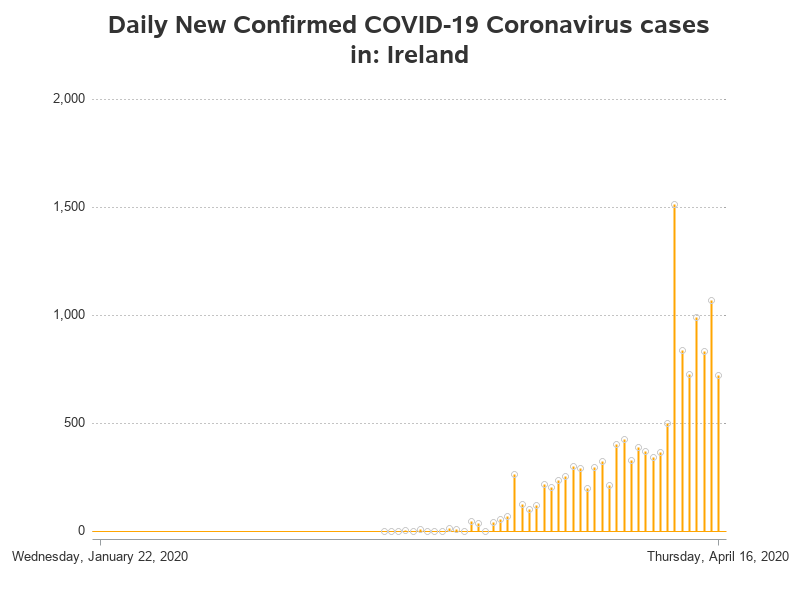 Daily New Confirmed COVID-19 Coronavirus cases
in: Ireland
2,000
1,500
1,000
500
0
Wednesday, January 22, 2020
Thursday, April 16, 2020